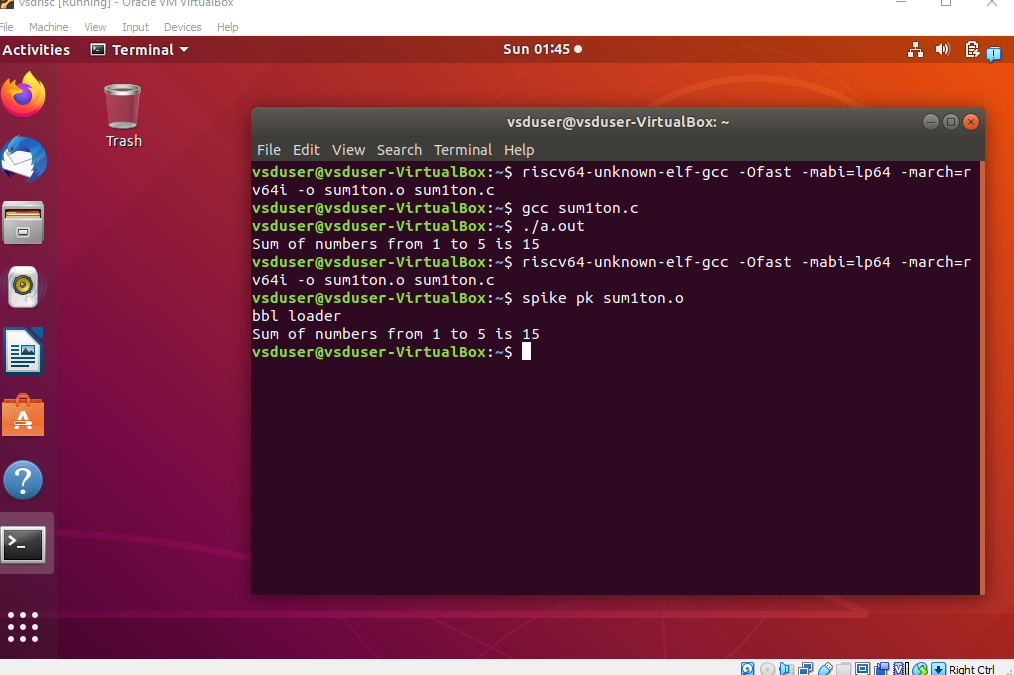 vsdrisc [Running] - Oracle VM VirtualBox
File Machine View Input Devices Help
Activities Terminal Sun 01:45
Trash
vsduser@vsduser-VirtualBox: ~
File Edit View Search Terminal Help
vsduser@vsduser-VirtualBox:~$ riscv64-unknown-elf-gcc -Ofast -mabi=lp64 -march=r
v64i -o sum1ton.o sum1ton.c
vsduser@vsduser-VirtualBox:~$ gcc sum1ton.c
vsduser@vsduser-VirtualBox:~$ ./a.out
Sum of numbers from 1 to 5 is 15
vsduser@vsduser-VirtualBox:~$ riscv64-unknown-elf-gcc -Ofast -mabi=lp64 -march=r
v64i -o sum1ton.o sum1ton.c
vsduser@vsduser-VirtualBox:~$ spike pk sum1ton.o
bbl loader
Sum of numbers from 1 to 5 is 15
vsduser@vsduser-VirtualBox:~$
Right Ctrl